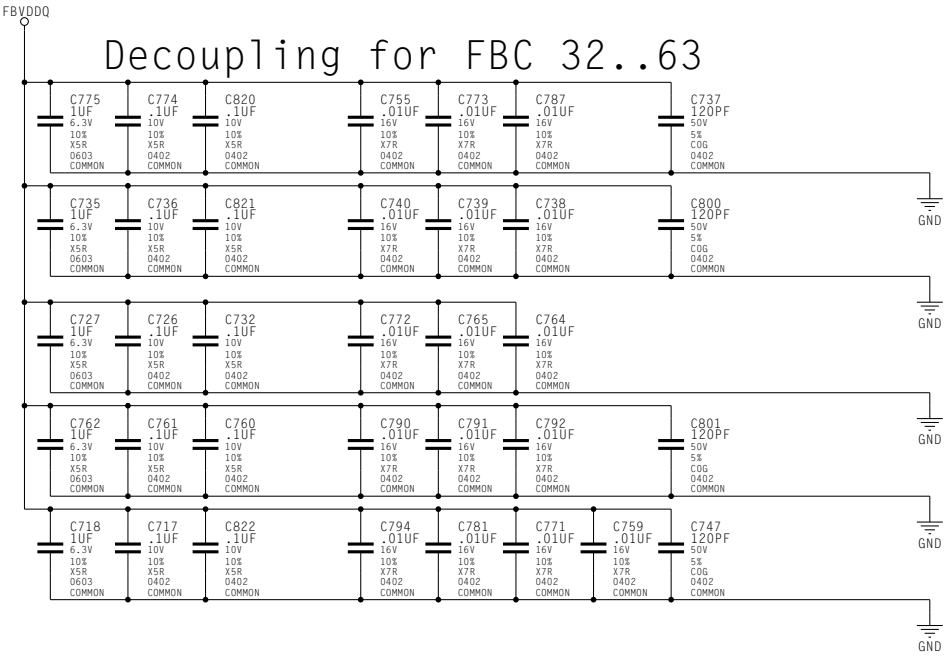 FBVDDQ
Decoupling for FBC 32..63
C775 C774 C820 C755 C773 C787 C737
1UF .1UF .1UF .01UF .01UF .01UF 120PF
6.3V 10V 10V 16V 16V 16V 50V
10% 10% 10% 10% 10% 10% 5%
X5R X5R X5R X7R X7R X7R COG
0603 0402 0402 0402 0402 0402 0402
COMMON COMMON COMMON COMMON COMMON COMMON COMMON
GND
C735 C736 C821 C740 C739 C738 C800
1UF .1UF .1UF .01UF .01UF .01UF 120PF
6.3V 10V 10V 16V 16V 16V 50V
10% 10% 10% 10% 10% 10% 5%
X5R X5R X5R X7R X7R X7R COG
0603 0402 0402 0402 0402 0402 0402
COMMON COMMON COMMON COMMON COMMON COMMON COMMON
GND
C727 C726 C732 C772 C765 C764
1UF .1UF .1UF .01UF .01UF .01UF
6.3V 10V 10V 16V 16V 16V
10% 10% 10% 10% 10% 10%
X5R X5R X5R X7R X7R X7R
0603 0402 0402 0402 0402 0402
COMMON COMMON COMMON COMMON COMMON COMMON
GND
C762 C761 C760 C790 C791 C792 C801
1UF .1UF .1UF .01UF .01UF .01UF 120PF
6.3V 10V 10V 16V 16V 16V 50V
10% 10% 10% 10% 10% 10% 5%
X5R X5R X5R X7R X7R X7R COG
0603 0402 0402 0402 0402 0402 0402
COMMON COMMON COMMON COMMON COMMON COMMON COMMON
GND
C718 C717 C822 C794 C781 C771 C759 C747
1UF .1UF .1UF .01UF .01UF .01UF .01UF 120PF
6.3V 10V 10V 16V 16V 16V 16V 50V
10% 10% 10% 10% 10% 10% 10% 5%
X5R X5R X5R X7R X7R X7R X7R COG
0603 0402 0402 0402 0402 0402 0402 0402
COMMON COMMON COMMON COMMON COMMON COMMON COMMON COMMON
GND